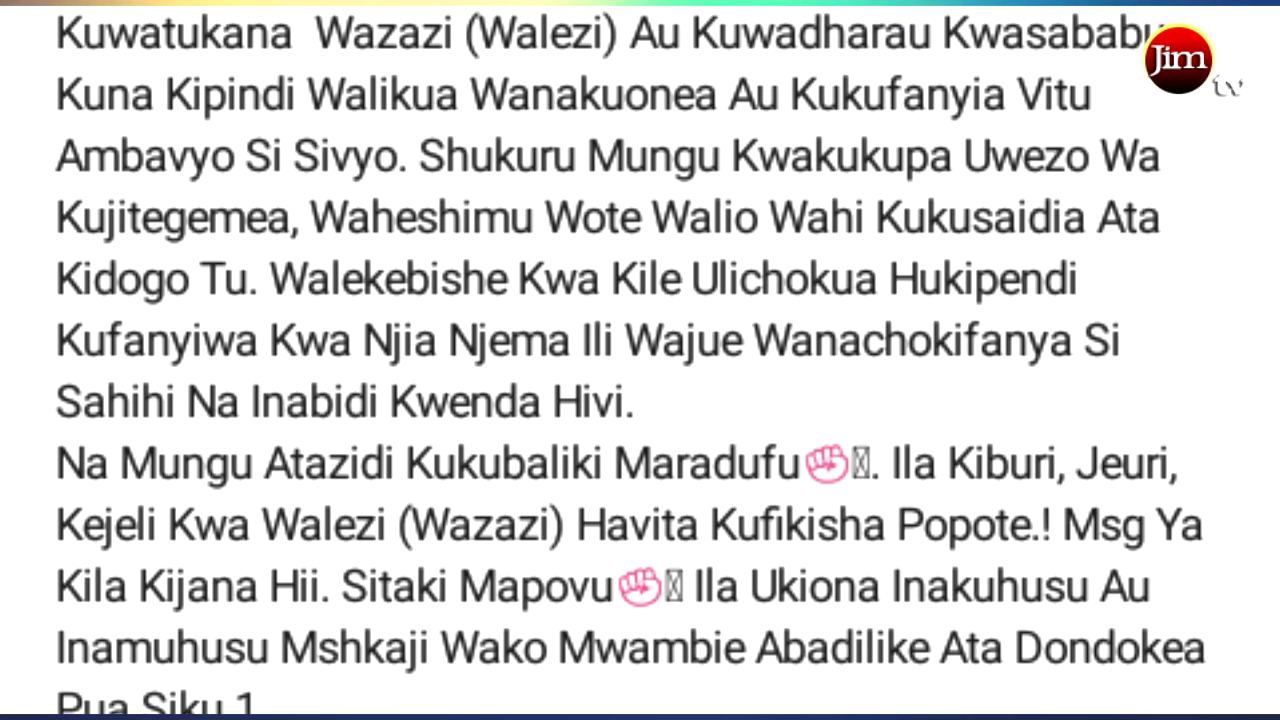 Kuwatukana  Wazazi (Walezi) Au Kuwadharau Kwasababu
Kuna Kipindi Walikua Wanakuonea Au Kukufanyia Vitu
Ambavyo Si Sivyo. Shukuru Mungu Kwakukupa Uwezo Wa
Kujitegemea, Waheshimu Wote Walio Wahi Kukusaidia Ata
Kidogo Tu. Walekebishe Kwa Kile Ulichokua Hukipendi
Kufanyiwa Kwa Njia Njema Ili Wajue Wanachokifanya Si
Sahihi Na Inabidi Kwenda Hivi.
Na Mungu Atazidi Kukubaliki Maradufu✊. Ila Kiburi, Jeuri,
Kejeli Kwa Walezi (Wazazi) Havita Kufikisha Popote.! Msg Ya
Kila Kijana Hii. Sitaki Mapovu✊ Ila Ukiona Inakuhusu Au
Inamuhusu Mshkaji Wako Mwambie Abadilike Ata Dondokea
Pua Siku 1
Jim tv